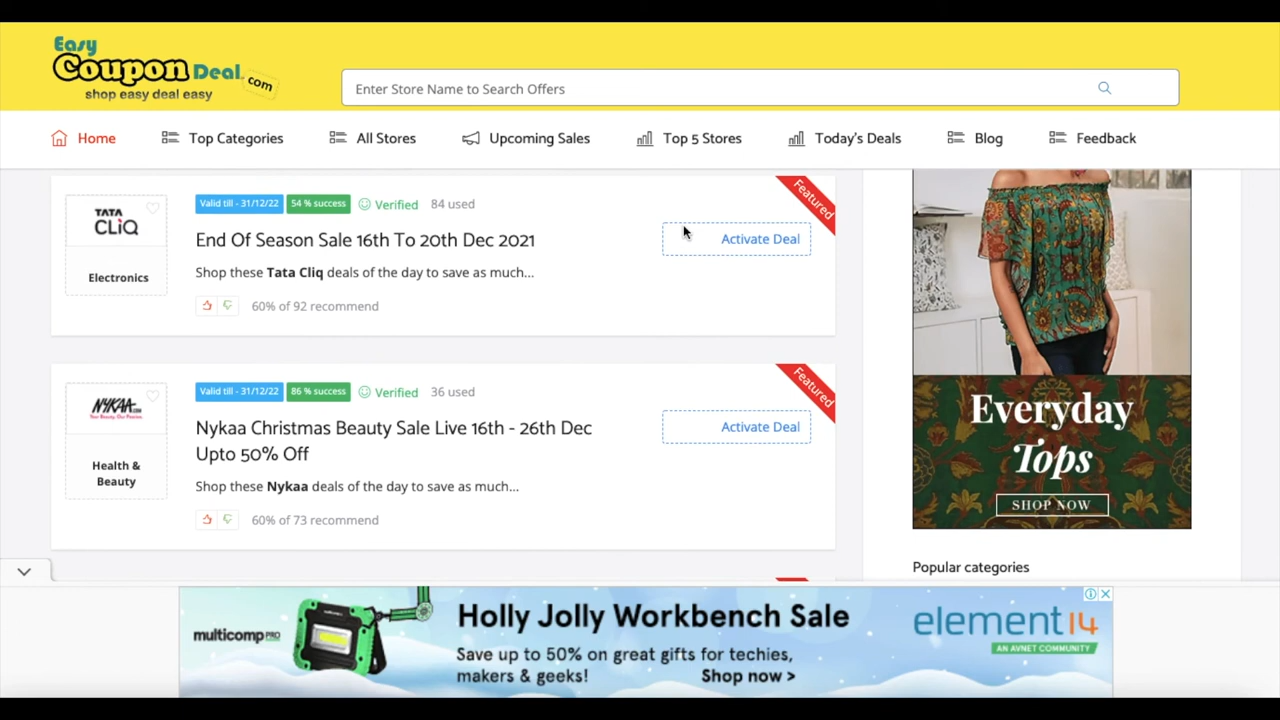 Easy
Coupon Deal.com
shop easy deal easy
Enter Store Name to Search Offers
Home
Top Categories
All Stores
Upcoming Sales
Top 5 Stores
Today's Deals
Blog
Feedback
TATA
CLiQ
Electronics
Valid till - 31/12/22
54 % success
Verified
84 used
End Of Season Sale 16th To 20th Dec 2021
Shop these Tata Cliq deals of the day to save as much...
60% of 92 recommend
Activate Deal
Featured
NYKAA.COM
Your Beauty. Our Passion.
Health &
Beauty
Valid till - 31/12/22
86 % success
Verified
36 used
Nykaa Christmas Beauty Sale Live 16th - 26th Dec
Upto 50% Off
Shop these Nykaa deals of the day to save as much...
60% of 73 recommend
Activate Deal
Featured
Everyday
Tops
SHOP NOW
Popular categories
multicomp PRO
Holly Jolly Workbench Sale
Save up to 50% on great gifts for techies,
makers & geeks!
Shop now >
element14
AN AVNET COMMUNITY